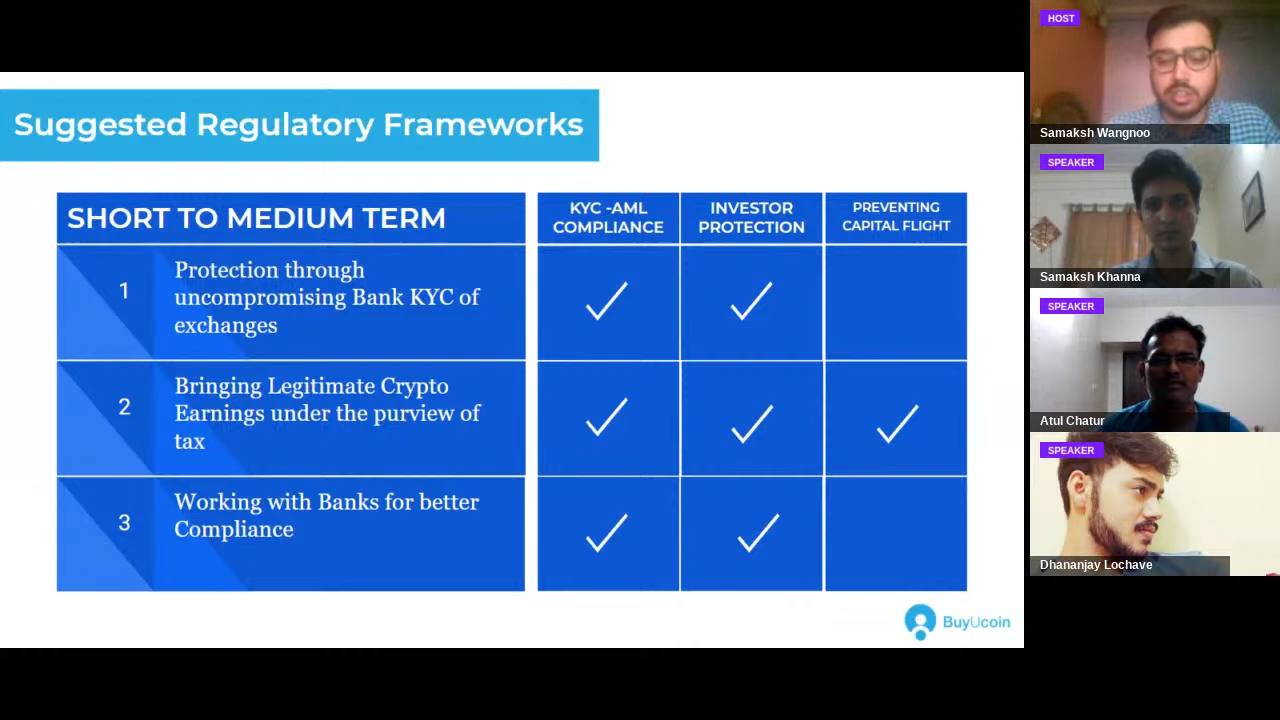 Suggested Regulatory Frameworks
SHORT TO MEDIUM TERM
KYC -AML
COMPLIANCE
INVESTOR
PROTECTION
PREVENTING
CAPITAL FLIGHT
1
Protection through
uncompromising Bank KYC of
exchanges
2
Bringing Legitimate Crypto
Earnings under the purview of
tax
3
Working with Banks for better
Compliance
BuyUcoin
HOST
Samaksh Wangnoo
SPEAKER
Samaksh Khanna
SPEAKER
Atul Chatur
SPEAKER
Dhananjay Lochave